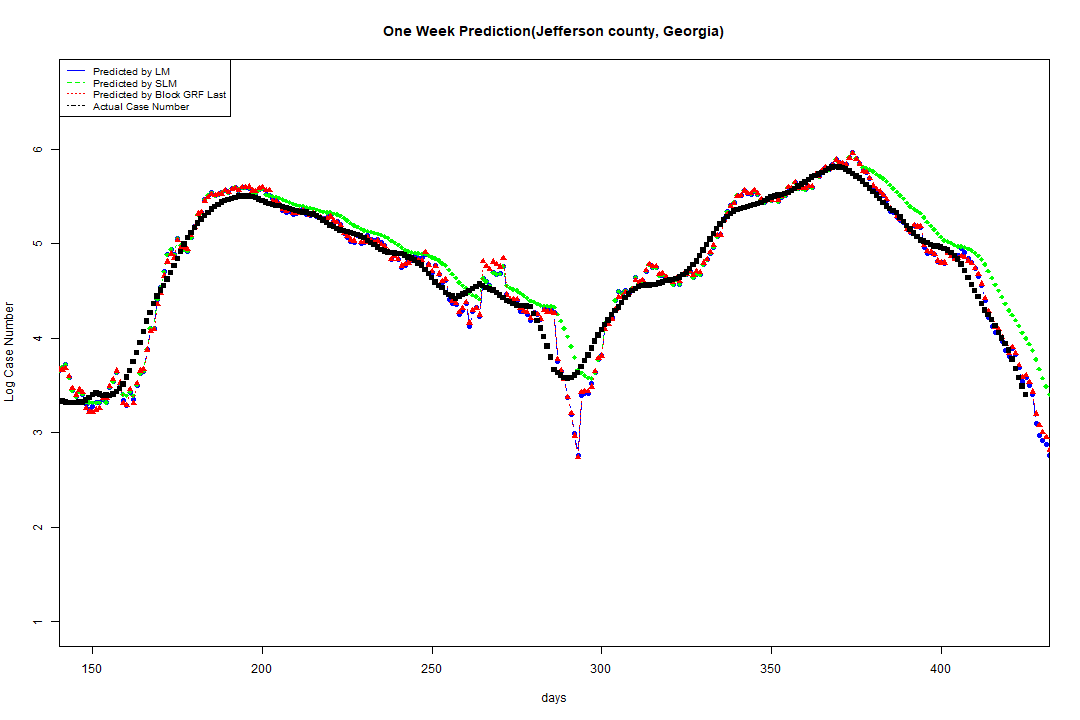 One Week Prediction(Jefferson county, Georgia)
Predicted by LM
Predicted by SLM
Predicted by Block GRF Last
Actual Case Number
6
5
4
3
2
1
Log Case Number
150 200 250 300 350 400
days